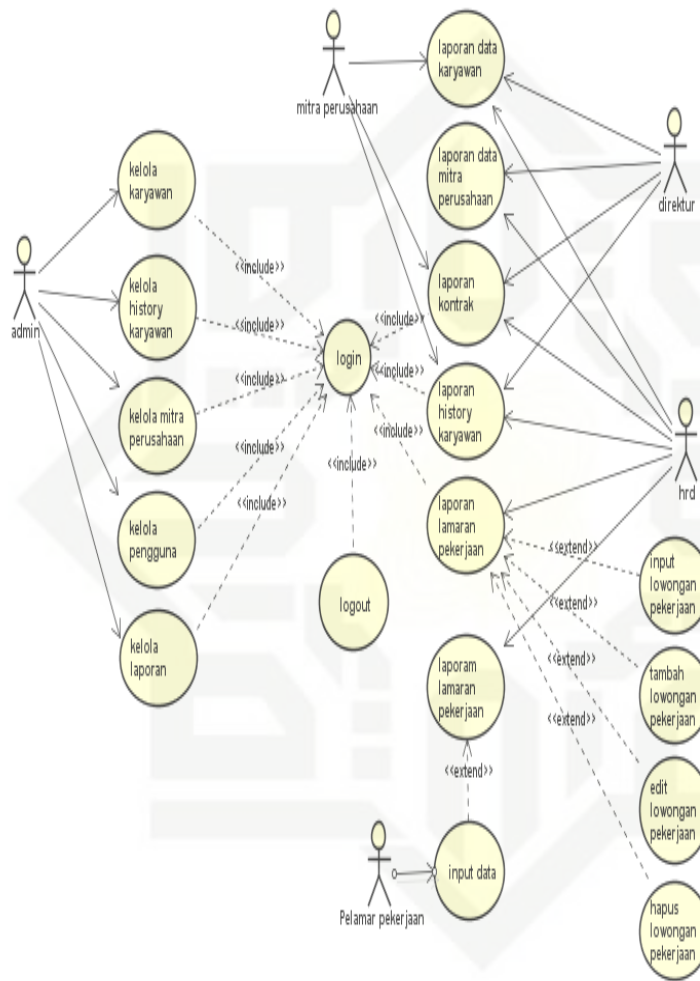 mitra perusahaan
laporan data
karyawan
laporan data
mitra
perusahaan
direktur
kelola
karyawan
admin
kelola
history
karyawan
kelola mitra
perusahaan
kelola
pengguna
kelola
laporan
<<include>>
<<include>>
<<include>>
<<include>>
<<include>>
login
<<include>>
<<include>>
<<include>>
<<include>>
logout
laporan
kontrak
laporan
history
karyawan
laporan
lamaran
pekerjaan
hrd
<<extend>>
<<extend>>
<<extend>>
<<extend>>
input
lowongan
pekerjaan
tambah
lowongan
pekerjaan
edit
lowongan
pekerjaan
hapus
lowongan
pekerjaan
laporam
lamaran
pekerjaan
<<extend>>
input data
Pelamar pekerjaan